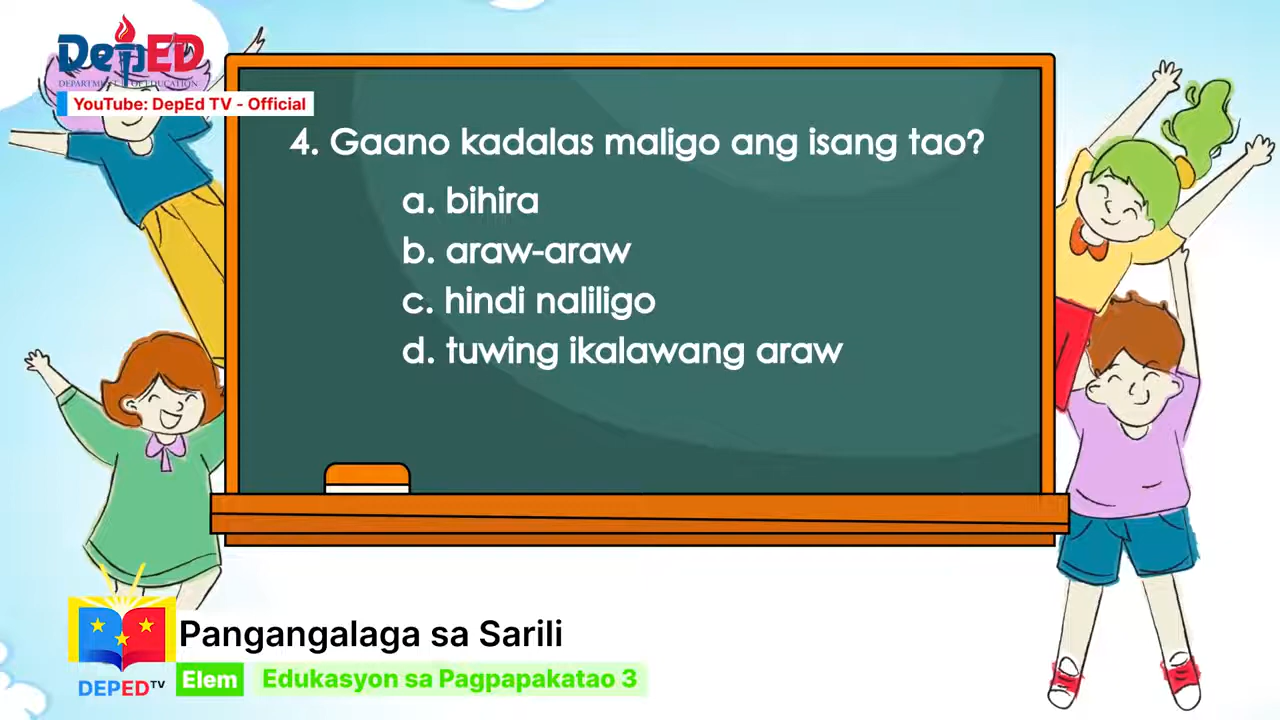 DepED
DEPARTMENT OF EDUCATION
YouTube: DepEd TV - Official
4. Gaano kadalas maligo ang isang tao?
a. bihira
b. araw-araw
c. hindi naliligo
d. tuwing ikalawang araw
Pangangalaga sa Sarili
DEPED TV
Elem Edukasyon sa Pagpapakatao 3